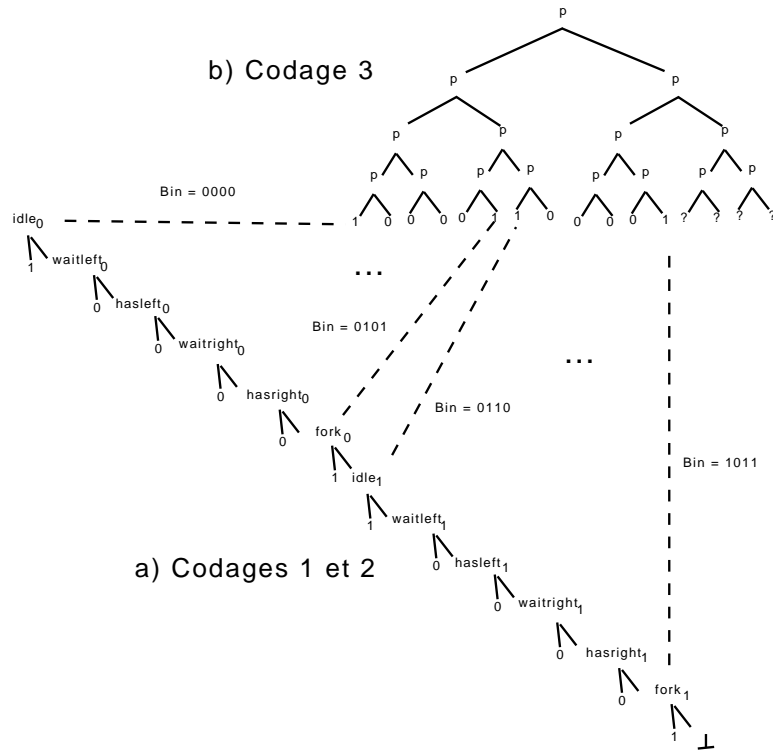 p
b) Codage 3
p p
p p p p
p p p p p p p p
Bin = 0000
idle0 1 0 0 0 0 1 1 0 0 0 0 1 ? ? ? ?
1 waitleft0
...
0 hasleft0
Bin = 0101
0 waitright0
...
0 hasright0
Bin = 0110
0 fork0
Bin = 1011
1 idle1
1 waitleft1
a) Codages 1 et 2
0 hasleft1
0 waitright1
0 hasright1
0 fork1
1 ⊥